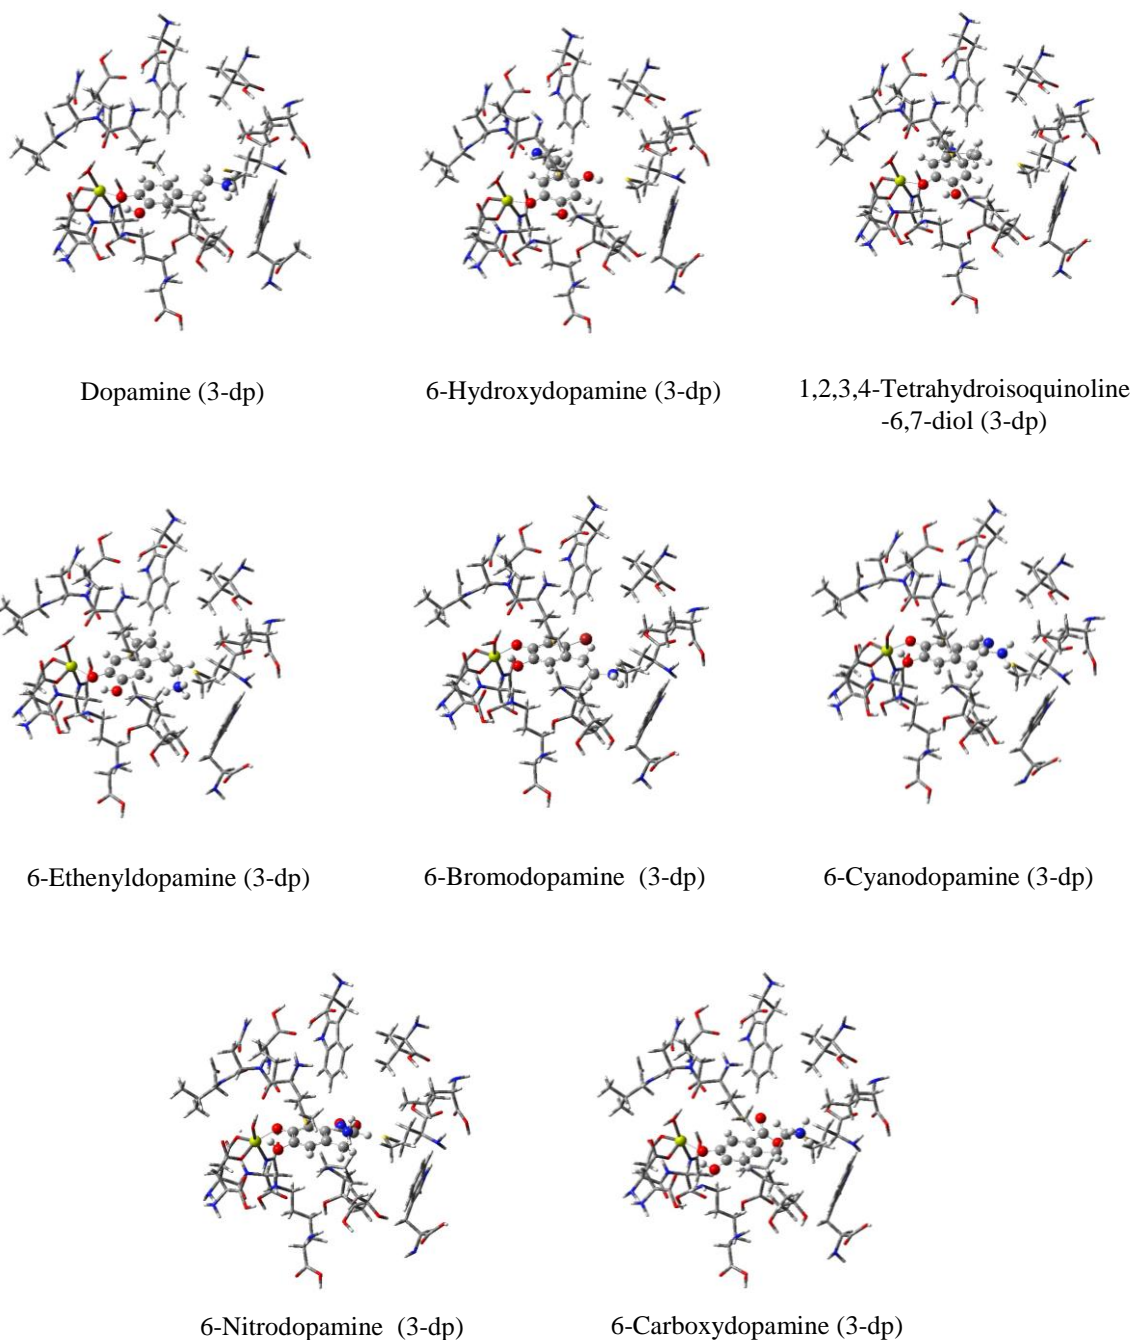 Dopamine (3-dp)
6-Hydroxydopamine (3-dp)
1,2,3,4-Tetrahydroisoquinoline
-6,7-diol (3-dp)
6-Ethenyldopamine (3-dp)
6-Bromodopamine (3-dp)
6-Cyanodopamine (3-dp)
6-Nitrodopamine (3-dp)
6-Carboxydopamine (3-dp)